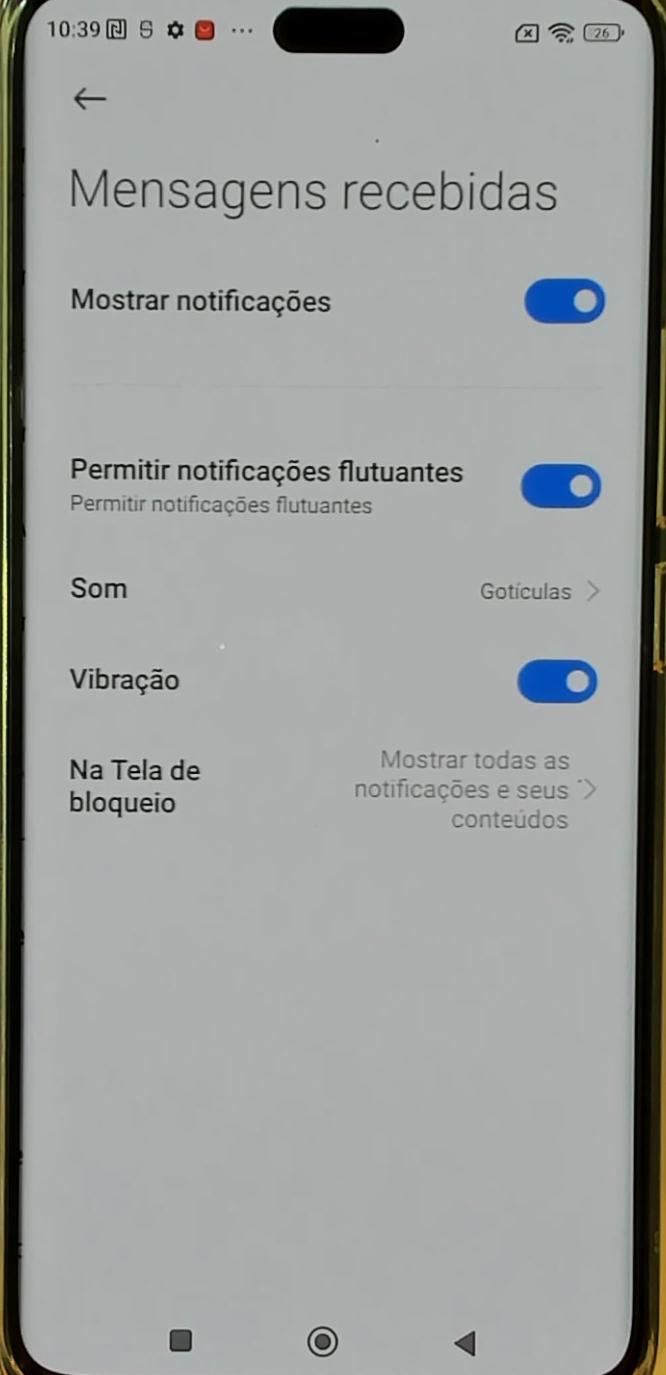 10:39
26
Mensagens recebidas
Mostrar notificações
Permitir notificações flutuantes
Permitir notificações flutuantes
Som
Gotículas
Vibração
Na Tela de
bloqueio
Mostrar todas as
notificações e seus
conteúdos